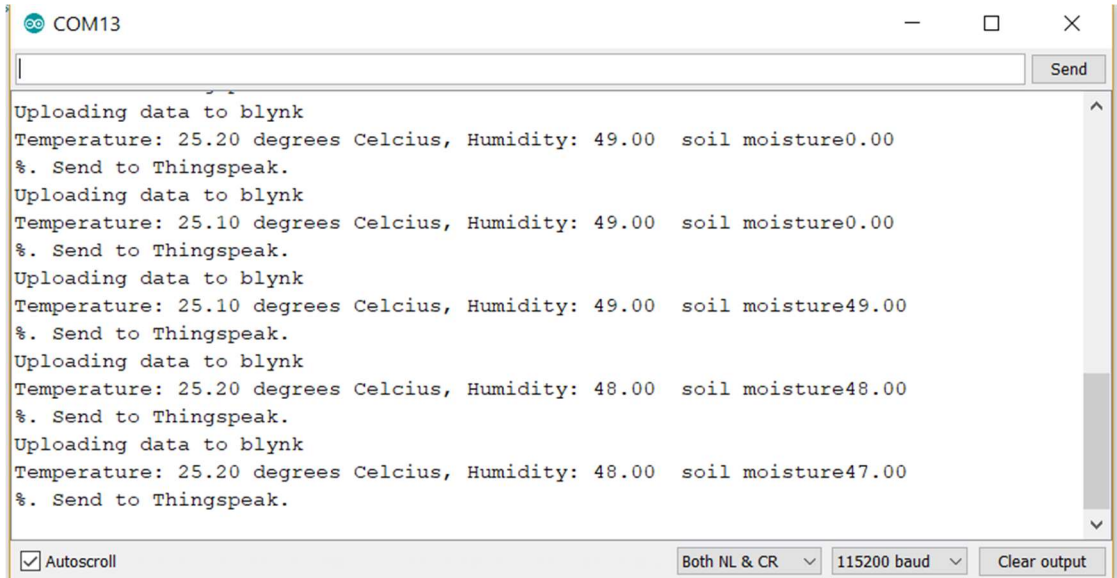 COM13
Send
Uploading data to blynk
Temperature: 25.20 degrees Celcius, Humidity: 49.00  soil moisture0.00
%. Send to Thingspeak.
Uploading data to blynk
Temperature: 25.10 degrees Celcius, Humidity: 49.00  soil moisture0.00
%. Send to Thingspeak.
Uploading data to blynk
Temperature: 25.10 degrees Celcius, Humidity: 49.00  soil moisture49.00
%. Send to Thingspeak.
Uploading data to blynk
Temperature: 25.20 degrees Celcius, Humidity: 48.00  soil moisture48.00
%. Send to Thingspeak.
Uploading data to blynk
Temperature: 25.20 degrees Celcius, Humidity: 48.00  soil moisture47.00
%. Send to Thingspeak.
Autoscroll Both NL & CR 115200 baud Clear output